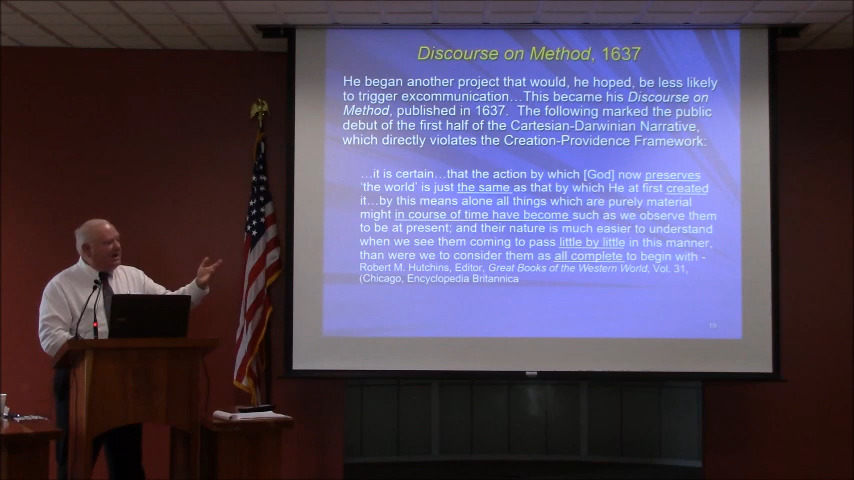 Discourse on Method, 1637
He began another project that would, he hoped, be less likely
to trigger excommunication…This became his Discourse on
Method, published in 1637. The following marked the public
debut of the first half of the Cartesian-Darwinian Narrative,
which directly violates the Creation-Providence Framework:
…it is certain…that the action by which [God] now preserves
'the world' is just the same as that by which He at first created
it…by this means alone all things which are purely material
might in course of time have become such as we observe them
to be at present; and their nature is much easier to understand
when we see them coming to pass little by little in this manner,
than were we to consider them as all complete to begin with -
Robert M. Hutchins, Editor, Great Books of the Western World, Vol. 31,
(Chicago, Encyclopedia Britannica